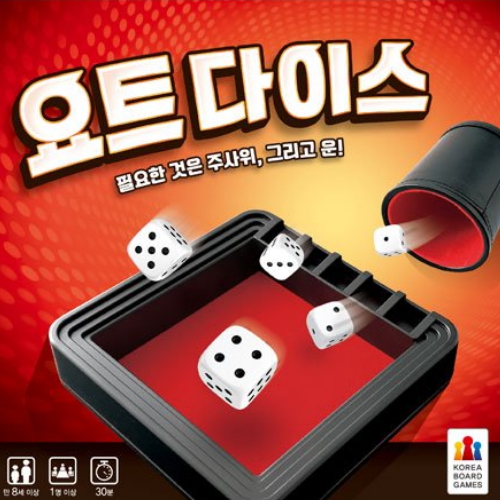 요트 다이스
필요한 것은 주사위, 그리고 운!
만 8세 이상
1명 이상
30분
KOREA
BOARD
GAMES